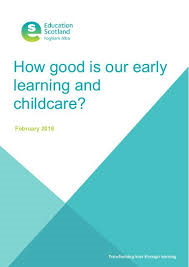 Education
Scotland
Foghlam Alba
How good is our early
learning and
childcare?
February 2016
Transforming lives through learning